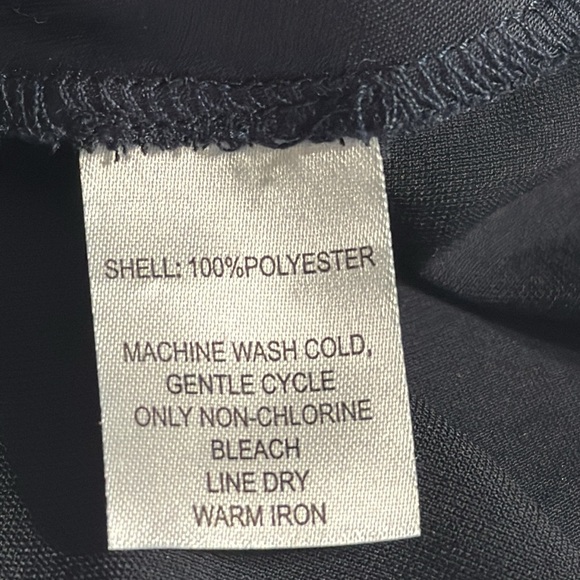 SHELL: 100%POLYESTER
MACHINE WASH COLD,
GENTLE CYCLE
ONLY NON-CHLORINE
BLEACH
LINE DRY
WARM IRON